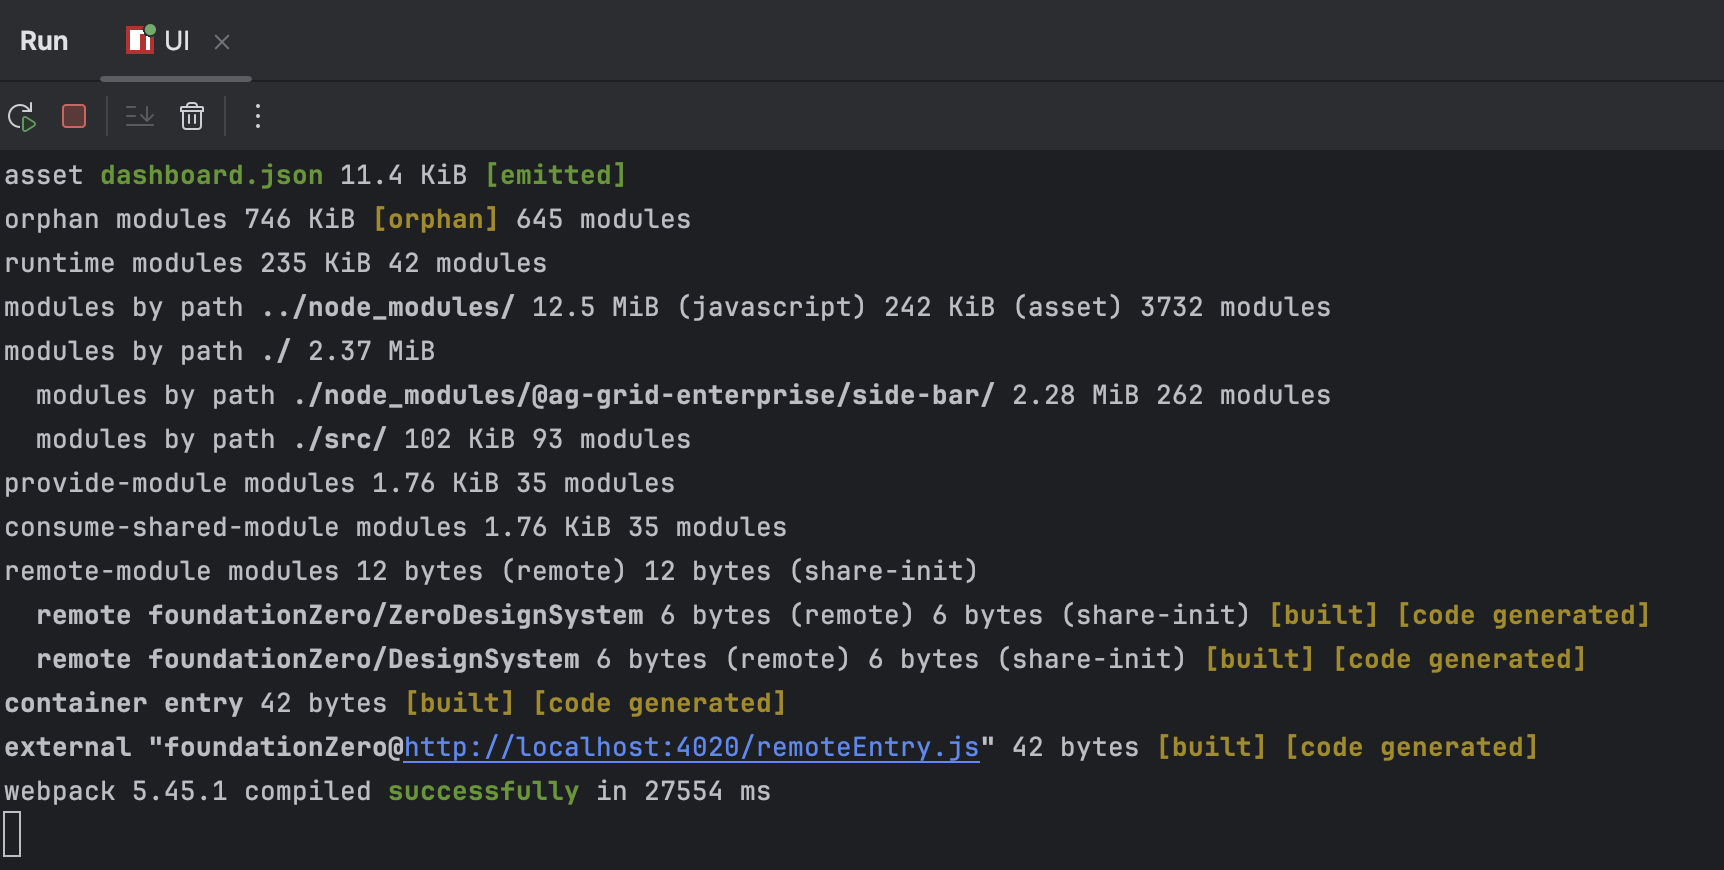 Run UI
asset dashboard.json 11.4 KiB [emitted]
orphan modules 746 KiB [orphan] 645 modules
runtime modules 235 KiB 42 modules
modules by path ../node_modules/ 12.5 MiB (javascript) 242 KiB (asset) 3732 modules
modules by path ./ 2.37 MiB
  modules by path ./node_modules/@ag-grid-enterprise/side-bar/ 2.28 MiB 262 modules
  modules by path ./src/ 102 KiB 93 modules
provide-module modules 1.76 KiB 35 modules
consume-shared-module modules 1.76 KiB 35 modules
remote-module modules 12 bytes (remote) 12 bytes (share-init)
  remote foundationZero/ZeroDesignSystem 6 bytes (remote) 6 bytes (share-init) [built] [code generated]
  remote foundationZero/DesignSystem 6 bytes (remote) 6 bytes (share-init) [built] [code generated]
container entry 42 bytes [built] [code generated]
external "foundationZero@http://localhost:4020/remoteEntry.js" 42 bytes [built] [code generated]
webpack 5.45.1 compiled successfully in 27554 ms